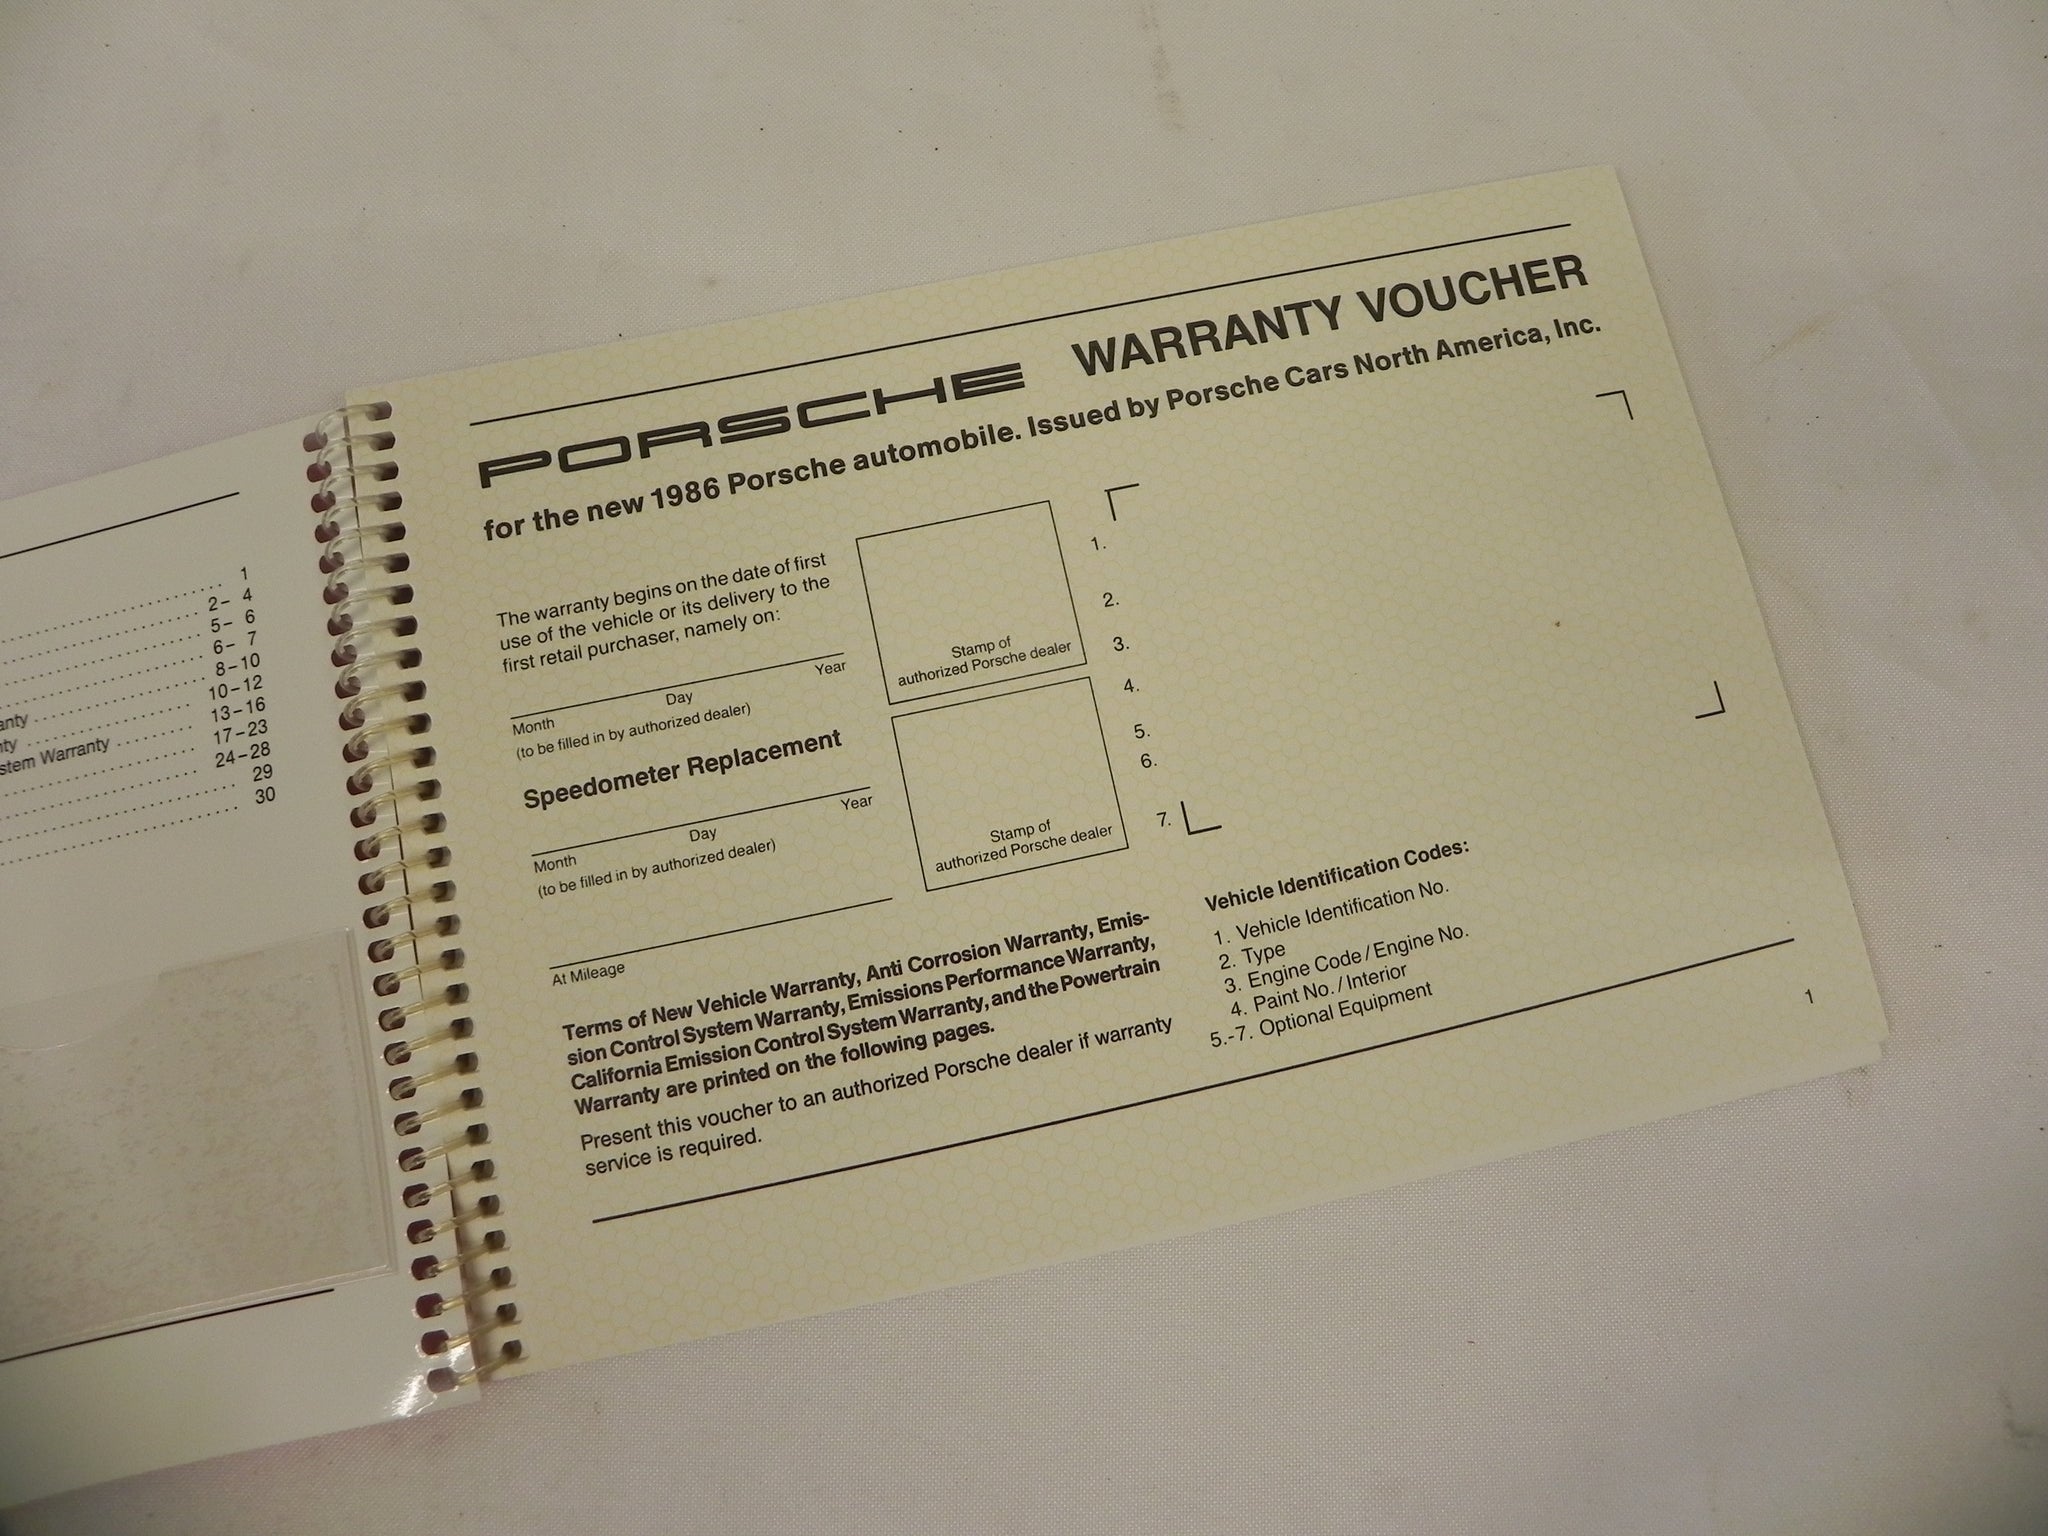 1
2– 4
5– 6
6– 7
8–10
10–12
13–16
Warranty 17–23
24–28
29
30
PORSCHE WARRANTY VOUCHER
for the new 1986 Porsche automobile. Issued by Porsche Cars North America, Inc.
The warranty begins on the date of first
use of the vehicle or its delivery to the
first retail purchaser, namely on:
Month Day Year
(to be filled in by authorized dealer)
Speedometer Replacement
Month Day Year
(to be filled in by authorized dealer)
At Mileage
Stamp of
authorized Porsche dealer
Stamp of
authorized Porsche dealer
Terms of New Vehicle Warranty, Anti Corrosion Warranty, Emis-
sion Control System Warranty, Emissions Performance Warranty,
California Emission Control System Warranty, and the Powertrain
Warranty are printed on the following pages.
Present this voucher to an authorized Porsche dealer if warranty
service is required.
1.
2.
3.
4.
5.
6.
7.
Vehicle Identification Codes:
1. Vehicle Identification No.
2. Type
3. Engine Code / Engine No.
4. Paint No. / Interior
5.-7. Optional Equipment
1